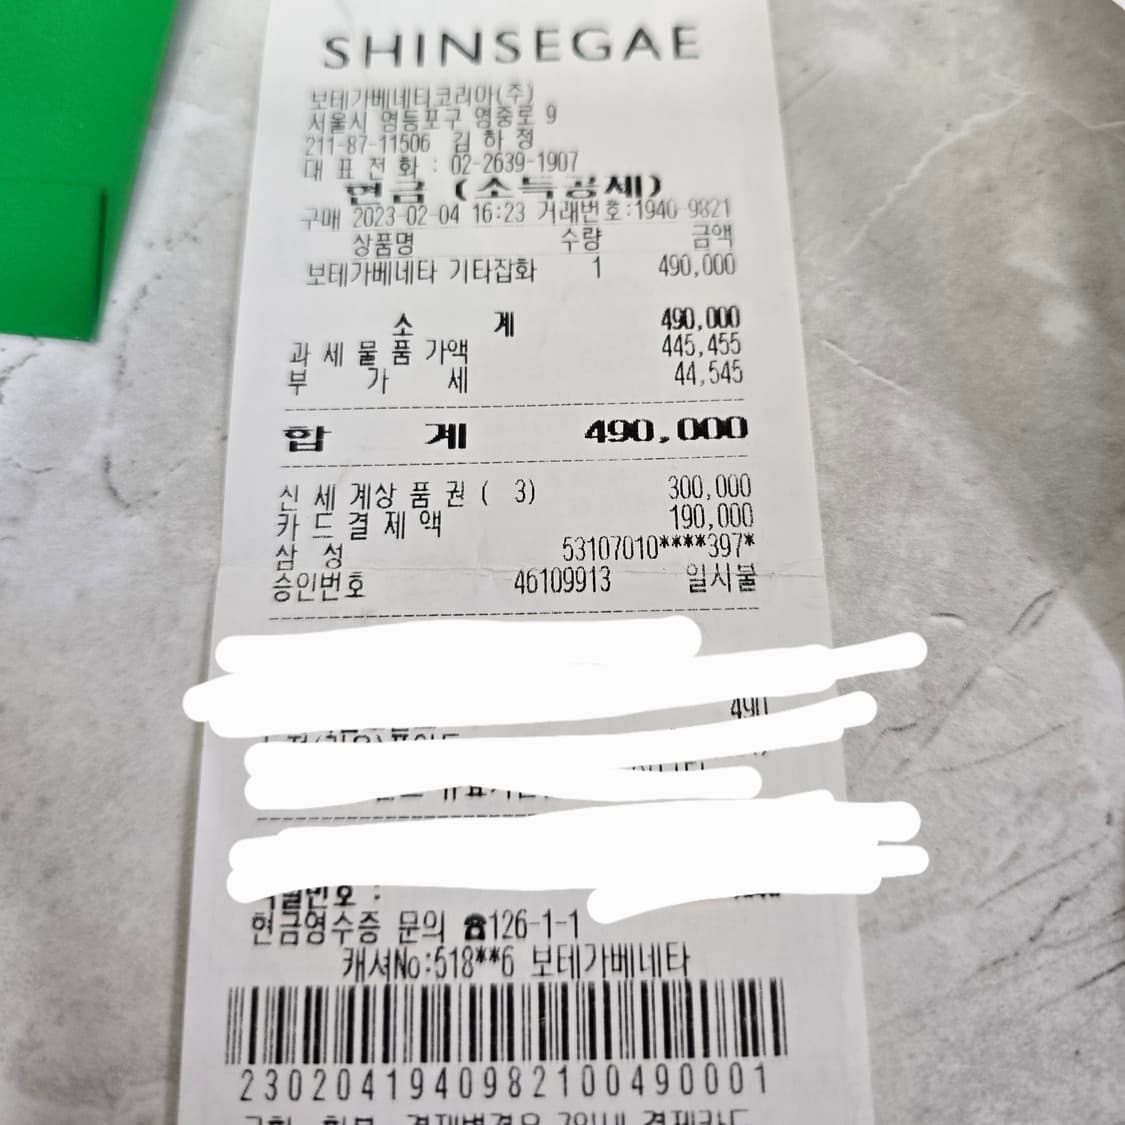 SHINSEGAE
보테가베네타코리아(주)
서울시 영등포구 영중로 9
211-87-11506 김 하 정
대 표 전 화 : 02-2639-1907
현금 (소득공제)
구매 2023-02-04 16:23 거래번호:1940-9821
상품명 수량 금액
보테가베네타 기타잡화 1 490,000
소 계 490,000
과 세 물 품 가액 445,455
부 가 세 44,545
합 계 490,000
신 세 계상 품 권 ( 3) 300,000
카 드 결 제 액 190,000
삼 성 53107010****397*
승인번호 46109913 일시불
490
현금영수증 문의 ☎126-1-1
캐셔No:518**6 보테가베네타
2302041940982100490001